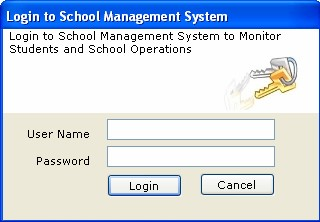 Login to School Management System
Login to School Management System to Monitor
Students and School Operations
User Name
Password
Login
Cancel